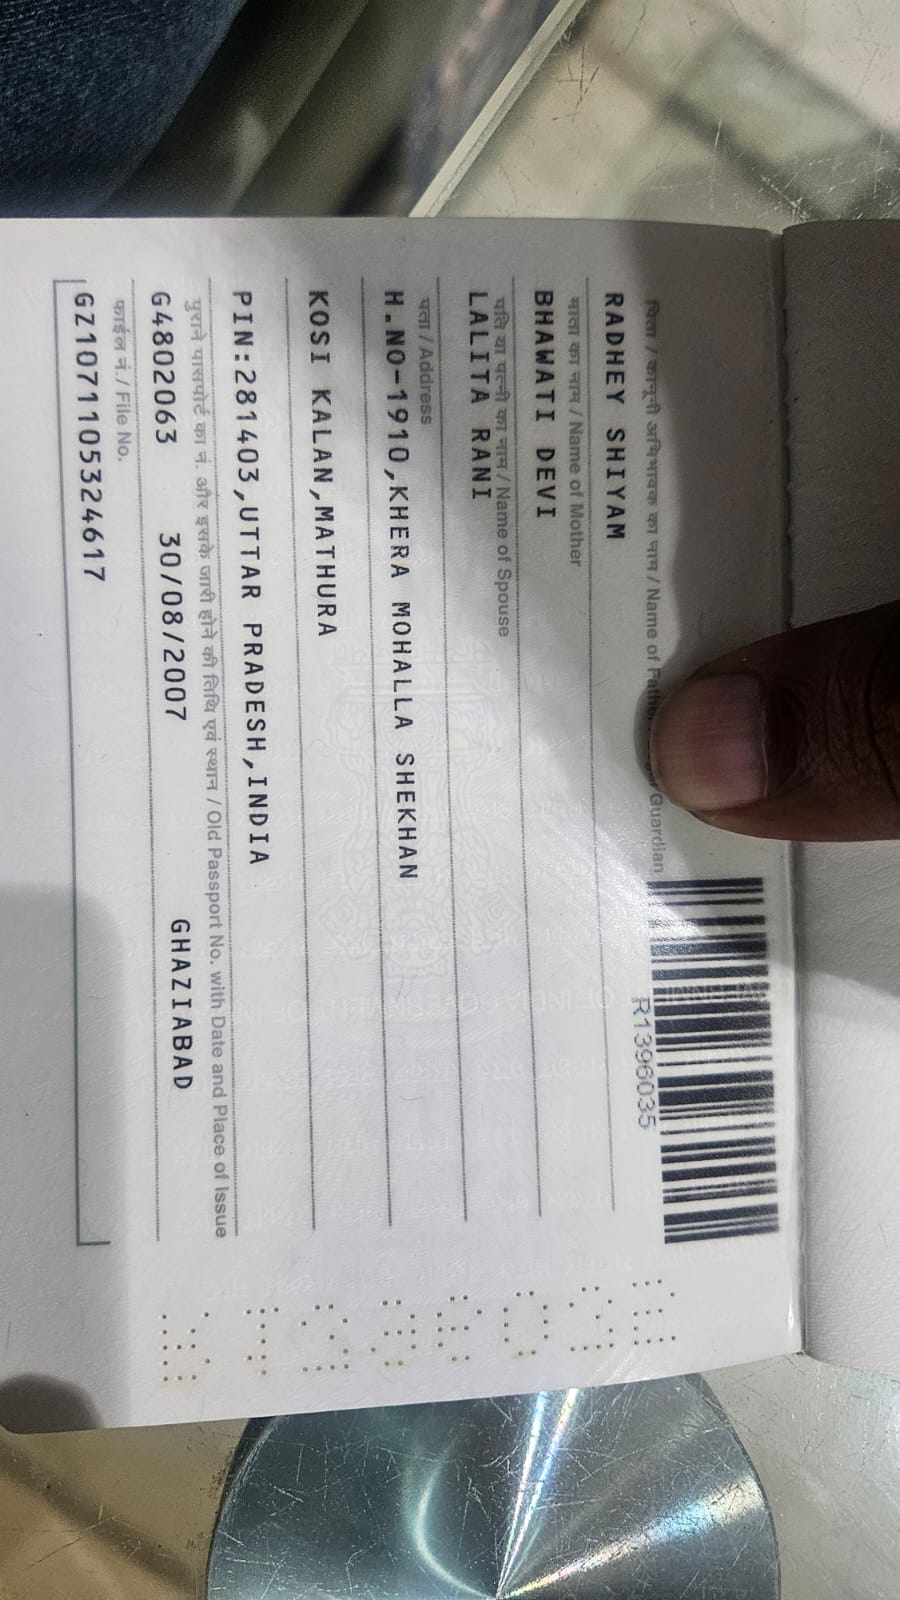 R1396035
पिता / कानूनी अभिभावक का नाम / Name of Guardian
RADHEY SHIYAM
माता का नाम / Name of Mother
BHAWATI DEVI
पति या पत्नी का नाम / Name of Spouse
LALITA RANI
पता / Address
H.NO-1910,KHERA MOHALLA SHEKHAN
KOSI KALAN,MATHURA
PIN:281403,UTTAR PRADESH,INDIA
पुराने पासपोर्ट का नं. और इसके जारी होने की तिथि एवं स्थान / Old Passport No. with Date and Place of Issue
G4802063 30/08/2007 GHAZIABAD
फाईल नं./ File No.
GZ1071105324617